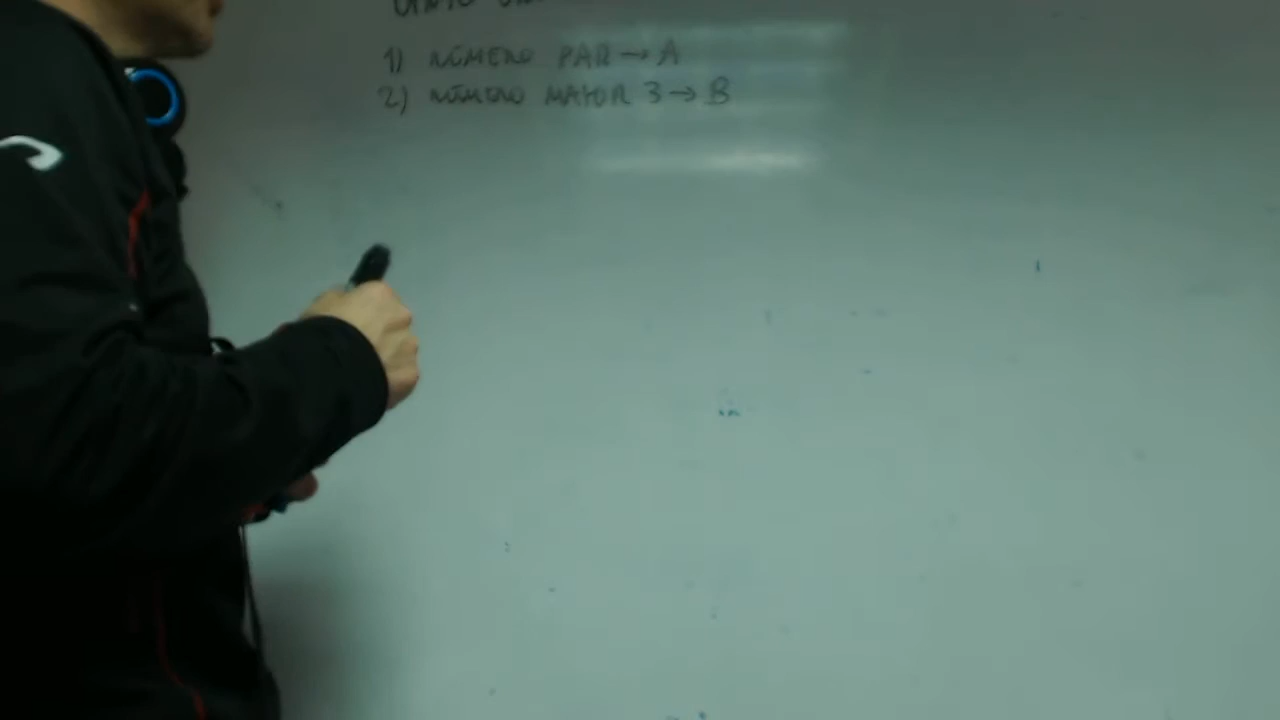 1) NÚMERO PAR → A
2) NÚMERO MAYOR 3 → B